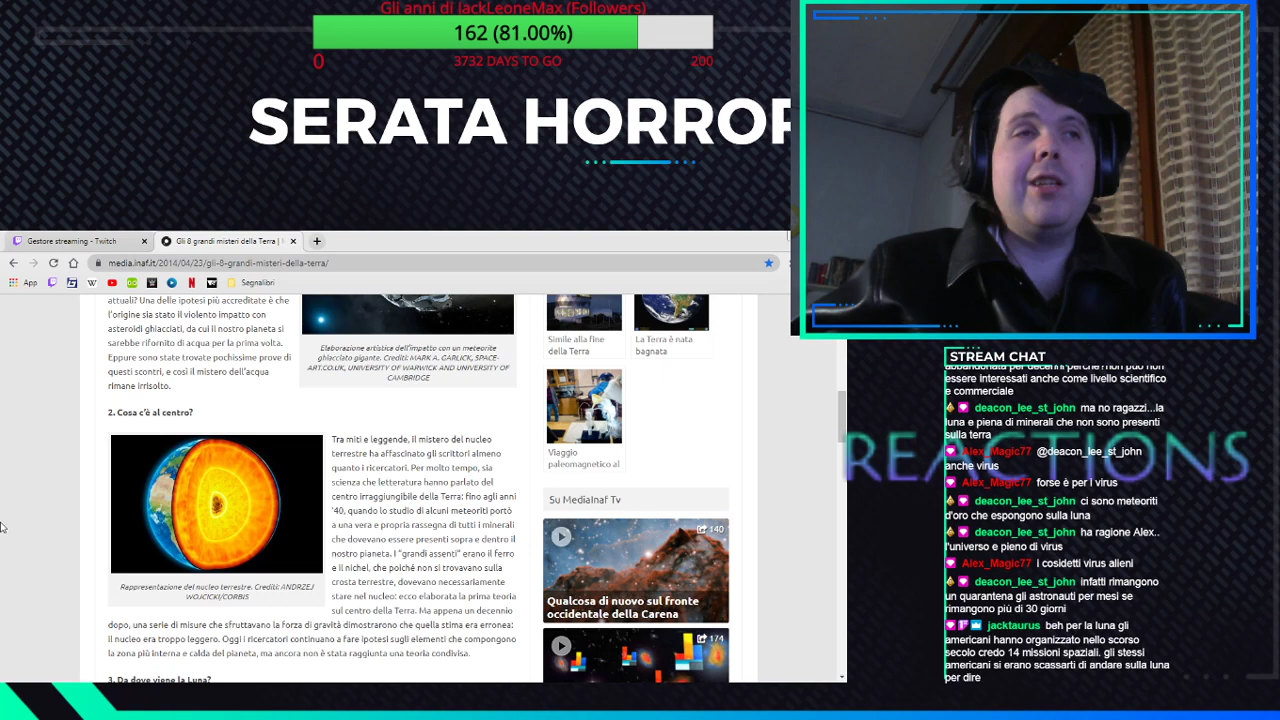 Gli anni di JackLeoneMax (Followers)
162 (81.00%)
0
3732 DAYS TO GO
200
SERATA HORROR
Gestore streaming - Twitch
Gli 8 grandi misteri della Terra |
media.inaf.it/2014/04/23/gli-8-grandi-misteri-della-terra/
App
Segnalibri
attuali? Una delle ipotesi più accreditate è che
l'origine sia stato il violento impatto con
asteroidi ghiacciati, da cui il nostro pianeta si
sarebbe rifornito di acqua per la prima volta.
Eppure sono state trovate pochissime prove di
questi scontri, e così il mistero dell'acqua
rimane irrisolto.
Elaborazione artistica dell'impatto con un meteorite
ghiacciato gigante. Crediti: MARK A. GARLICK, SPACE-
ART.CO.UK, UNIVERSITY OF WARWICK AND UNIVERSITY OF
CAMBRIDGE
2. Cosa c'è al centro?
Tra miti e leggende, il mistero del nucleo
terrestre ha affascinato gli scrittori almeno
quanto i ricercatori. Per molto tempo, sia
scienza che letteratura hanno parlato del
centro irraggiungibile della Terra: fino agli anni
'40, quando lo studio di alcuni meteoriti portò
a una vera e propria rassegna di tutti i minerali
che dovevano essere presenti sopra e dentro il
nostro pianeta. I "grandi assenti" erano il ferro
e il nichel, che poiché non si trovavano sulla
crosta terrestre, dovevano necessariamente
stare nel nucleo: ecco elaborata la prima teoria
sul centro della Terra. Ma appena un decennio
Rappresentazione del nucleo terrestre. Crediti: ANDRZEJ
WOJCICKI/CORBIS
dopo, una serie di misure che sfruttavano la forza di gravità dimostrarono che quella stima era erronea:
il nucleo era troppo leggero. Oggi i ricercatori continuano a fare ipotesi sugli elementi che compongono
la zona più interna e calda del pianeta, ma ancora non è stata raggiunta una teoria condivisa.
3. Da dove viene la Luna?
Simile alla fine
della Terra
La Terra è nata
bagnata
Viaggio
paleomagnetico al
Su MediaInaf Tv
140
Qualcosa di nuovo sul fronte
occidentale della Carena
174
REACTIONS
STREAM CHAT
abbandonata per decenni perchè?non può non
essere interessati anche come livello scientifico
e commerciale
deacon_lee_st_john ma no ragazzi...la
luna e piena di minerali che non sono presenti
sulla terra
Alex_Magic77 @deacon_lee_st_john
anche virus
Alex_Magic77 forse è per i virus
deacon_lee_st_john ci sono meteoriti
d'oro che espongono sulla luna
deacon_lee_st_john ha ragione Alex..
l'universo e pieno di virus
Alex_Magic77 i cosidetti virus alieni
deacon_lee_st_john infatti rimangono
un quarantena gli astronauti per mesi se
rimangono più di 30 giorni
jacktaurus beh per la luna gli
americani hanno organizzato nello scorso
secolo credo 14 missioni spaziali. gli stessi
americani si erano scassarti di andare sulla luna
per dire